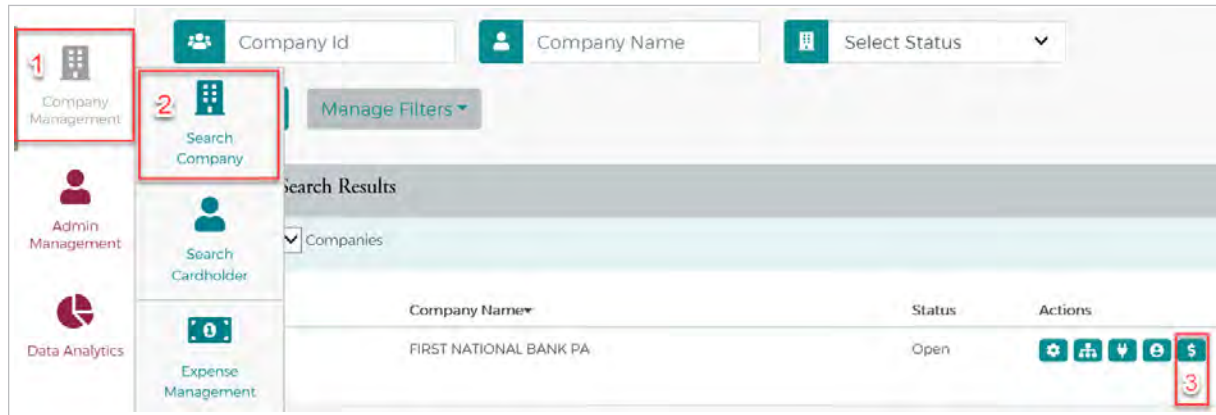 Company Id
Company Name
Select Status
1
Company
Management
2
Search
Company
Manage Filters
Search Results
Admin
Management
Search
Cardholder
Companies
Company Name
Status
Actions
Data Analytics
FIRST NATIONAL BANK PA
Open
$
3
Expense
Management